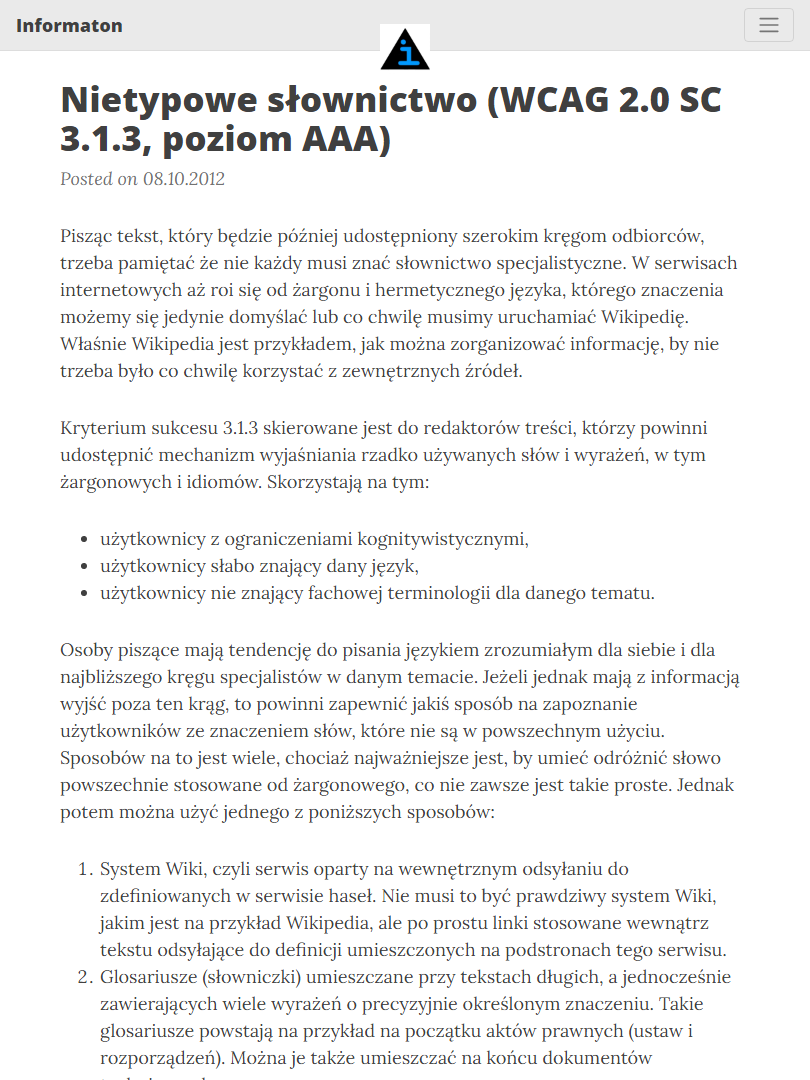 Informaton
i
Nietypowe słownictwo (WCAG 2.0 SC
3.1.3, poziom AAA)
Posted on 08.10.2012
Pisząc tekst, który będzie później udostępniony szerokim kręgom odbiorców,
trzeba pamiętać że nie każdy musi znać słownictwo specjalistyczne. W serwisach
internetowych aż roi się od żargonu i hermetycznego języka, którego znaczenia
możemy się jedynie domyślać lub co chwilę musimy uruchamiać Wikipedię.
Właśnie Wikipedia jest przykładem, jak można zorganizować informację, by nie
trzeba było co chwilę korzystać z zewnętrznych źródeł.
Kryterium sukcesu 3.1.3 skierowane jest do redaktorów treści, którzy powinni
udostępnić mechanizm wyjaśniania rzadko używanych słów i wyrażeń, w tym
żargonowych i idiomów. Skorzystają na tym:
• użytkownicy z ograniczeniami kognitywistycznymi,
• użytkownicy słabo znający dany język,
• użytkownicy nie znający fachowej terminologii dla danego tematu.
Osoby piszące mają tendencję do pisania językiem zrozumiałym dla siebie i dla
najbliższego kręgu specjalistów w danym temacie. Jeżeli jednak mają z informacją
wyjść poza ten krąg, to powinni zapewnić jakiś sposób na zapoznanie
użytkowników ze znaczeniem słów, które nie są w powszechnym użyciu.
Sposobów na to jest wiele, chociaż najważniejsze jest, by umieć odróżnić słowo
powszechnie stosowane od żargonowego, co nie zawsze jest takie proste. Jednak
potem można użyć jednego z poniższych sposobów:
1. System Wiki, czyli serwis oparty na wewnętrznym odsyłaniu do
zdefiniowanych w serwisie haseł. Nie musi to być prawdziwy system Wiki,
jakim jest na przykład Wikipedia, ale po prostu linki stosowane wewnątrz
tekstu odsyłające do definicji umieszczonych na podstronach tego serwisu.
2. Glosariusze (słowniczki) umieszczane przy tekstach długich, a jednocześnie
zawierających wiele wyrażeń o precyzyjnie określonym znaczeniu. Takie
glosariusze powstają na przykład na początku aktów prawnych (ustaw i
rozporządzeń). Można je także umieszczać na końcu dokumentów